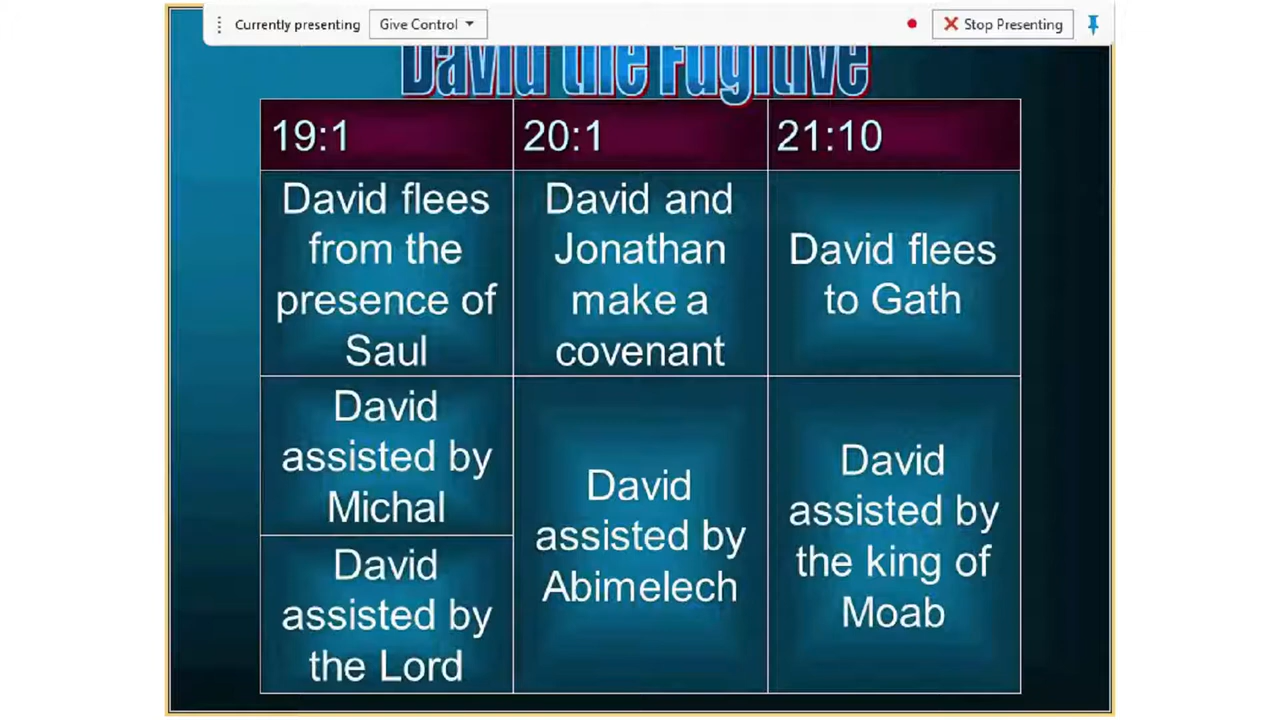 Currently presenting Give Control Stop Presenting
David the Fugitive
19:1 20:1 21:10
David flees
from the
presence of
Saul
David and
Jonathan
make a
covenant
David flees
to Gath
David
assisted by
Michal
David
assisted by
the Lord
David
assisted by
Abimelech
David
assisted by
the king of
Moab